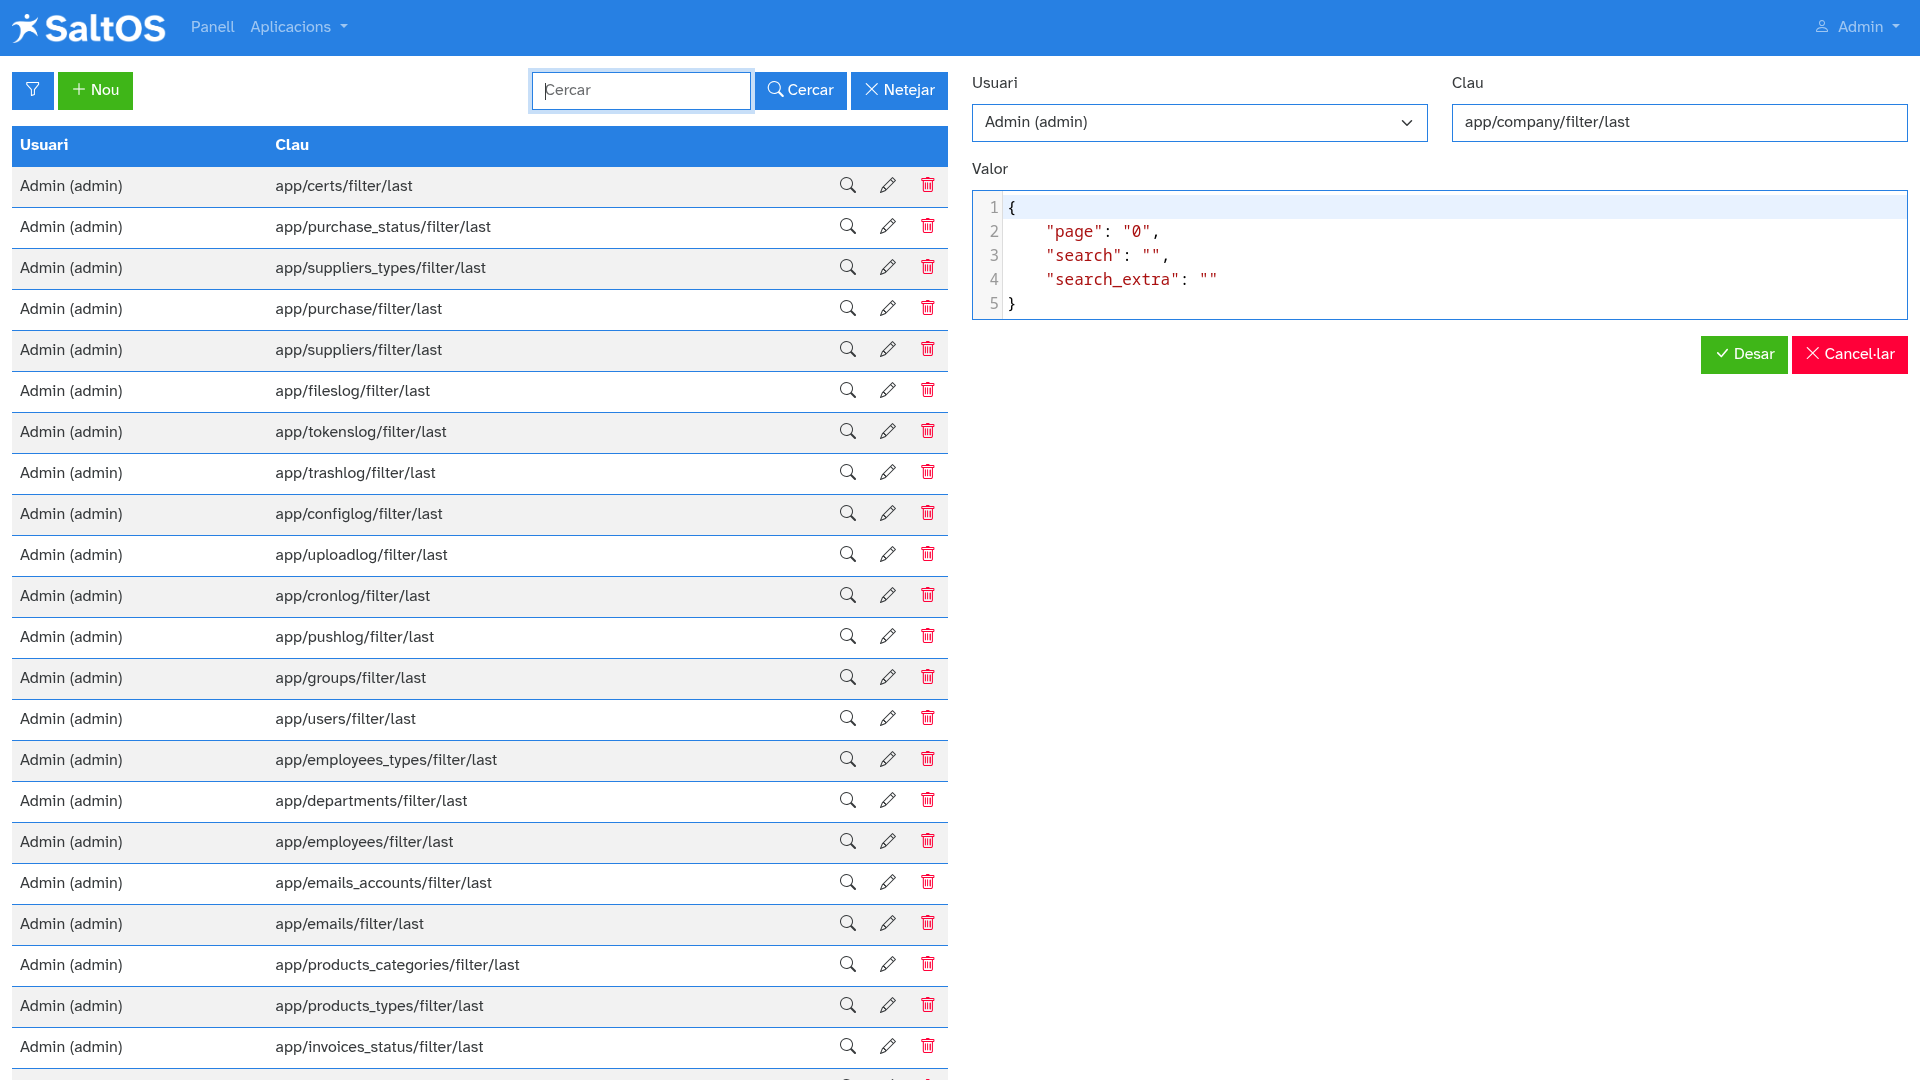 SaltOS Panell Aplicacions Admin
Nou Cercar Cercar Netejar
Usuari Clau
Admin (admin) app/certs/filter/last
Admin (admin) app/purchase_status/filter/last
Admin (admin) app/suppliers_types/filter/last
Admin (admin) app/purchase/filter/last
Admin (admin) app/suppliers/filter/last
Admin (admin) app/fileslog/filter/last
Admin (admin) app/tokenslog/filter/last
Admin (admin) app/trashlog/filter/last
Admin (admin) app/configlog/filter/last
Admin (admin) app/uploadlog/filter/last
Admin (admin) app/cronlog/filter/last
Admin (admin) app/pushlog/filter/last
Admin (admin) app/groups/filter/last
Admin (admin) app/users/filter/last
Admin (admin) app/employees_types/filter/last
Admin (admin) app/departments/filter/last
Admin (admin) app/employees/filter/last
Admin (admin) app/emails_accounts/filter/last
Admin (admin) app/emails/filter/last
Admin (admin) app/products_categories/filter/last
Admin (admin) app/products_types/filter/last
Admin (admin) app/invoices_status/filter/last
Usuari Clau
Admin (admin) app/company/filter/last
Valor
1 {
2 "page": "0",
3 "search": "",
4 "search_extra": ""
5 }
Desar Cancel·lar